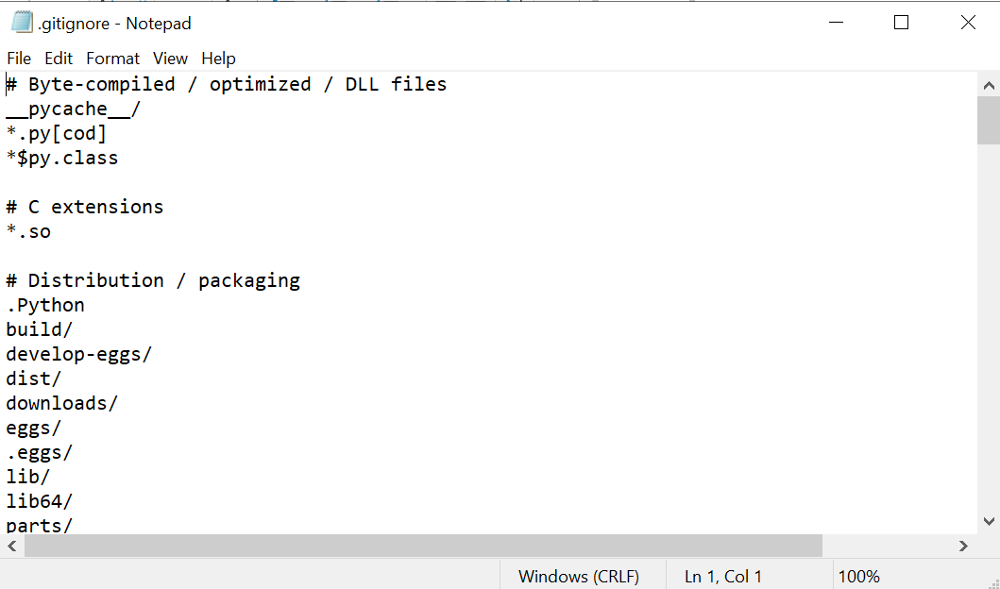 .gitignore - Notepad
File Edit Format View Help
# Byte-compiled / optimized / DLL files
__pycache__/
*.py[cod]
*$py.class
# C extensions
*.so
# Distribution / packaging
.Python
build/
develop-eggs/
dist/
downloads/
eggs/
.eggs/
lib/
lib64/
parts/
Windows (CRLF) Ln 1, Col 1 100%